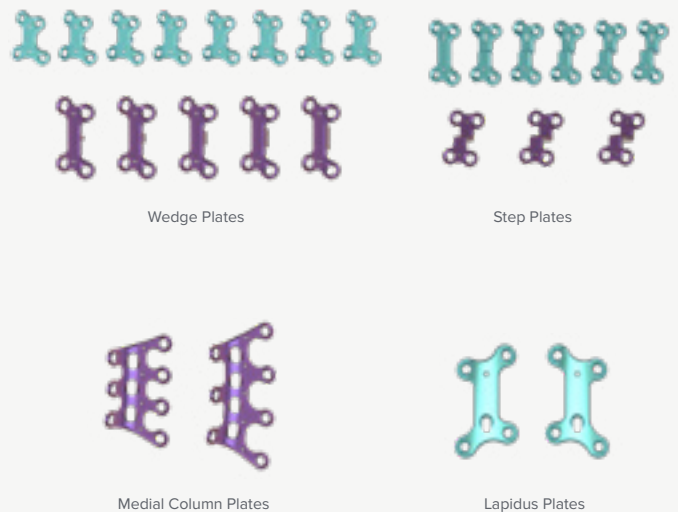 Wedge Plates
Step Plates
Medial Column Plates
Lapidus Plates